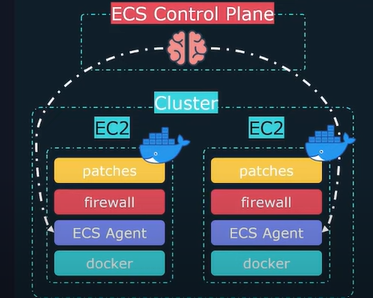 ECS Control Plane
Cluster
EC2
EC2
patches
firewall
ECS Agent
docker
patches
firewall
ECS Agent
docker